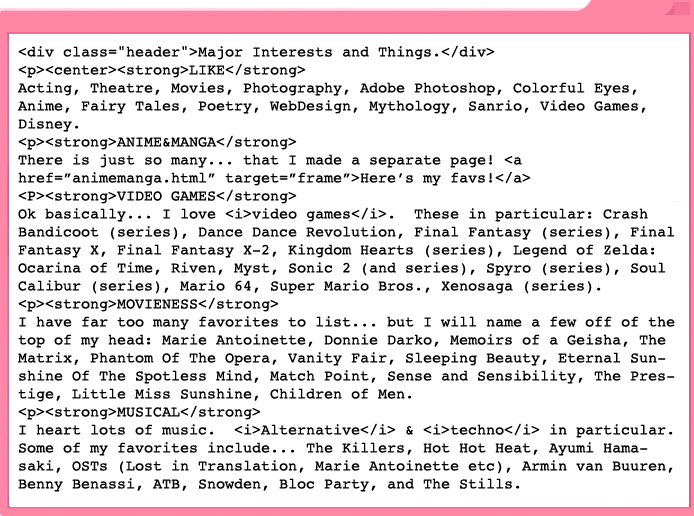 <div class="header">Major Interests and Things.</div>
<p><center><strong>LIKE</strong>
Acting, Theatre, Movies, Photography, Adobe Photoshop, Colorful Eyes,
Anime, Fairy Tales, Poetry, WebDesign, Mythology, Sanrio, Video Games,
Disney.
<p><strong>ANIME&MANGA</strong>
There is just so many... that I made a separate page! <a
href=”animemanga.html” target=”frame”>Here’s my favs!</a>
<P><strong>VIDEO GAMES</strong>
Ok basically... I love <i>video games</i>.  These in particular: Crash
Bandicoot (series), Dance Dance Revolution, Final Fantasy (series), Final
Fantasy X, Final Fantasy X-2, Kingdom Hearts (series), Legend of Zelda:
Ocarina of Time, Riven, Myst, Sonic 2 (and series), Spyro (series), Soul
Calibur (series), Mario 64, Super Mario Bros., Xenosaga (series).
<p><strong>MOVIENESS</strong>
I have far too many favorites to list... but I will name a few off of the
top of my head: Marie Antoinette, Donnie Darko, Memoirs of a Geisha, The
Matrix, Phantom Of The Opera, Vanity Fair, Sleeping Beauty, Eternal Sun-
shine Of The Spotless Mind, Match Point, Sense and Sensibility, The Pres-
tige, Little Miss Sunshine, Children of Men.
<p><strong>MUSICAL</strong>
I heart lots of music.  <i>Alternative</i> & <i>techno</i> in particular.
Some of my favorites include... The Killers, Hot Hot Heat, Ayumi Hama-
saki, OSTs (Lost in Translation, Marie Antoinette etc), Armin van Buuren,
Benny Benassi, ATB, Snowden, Bloc Party, and The Stills.